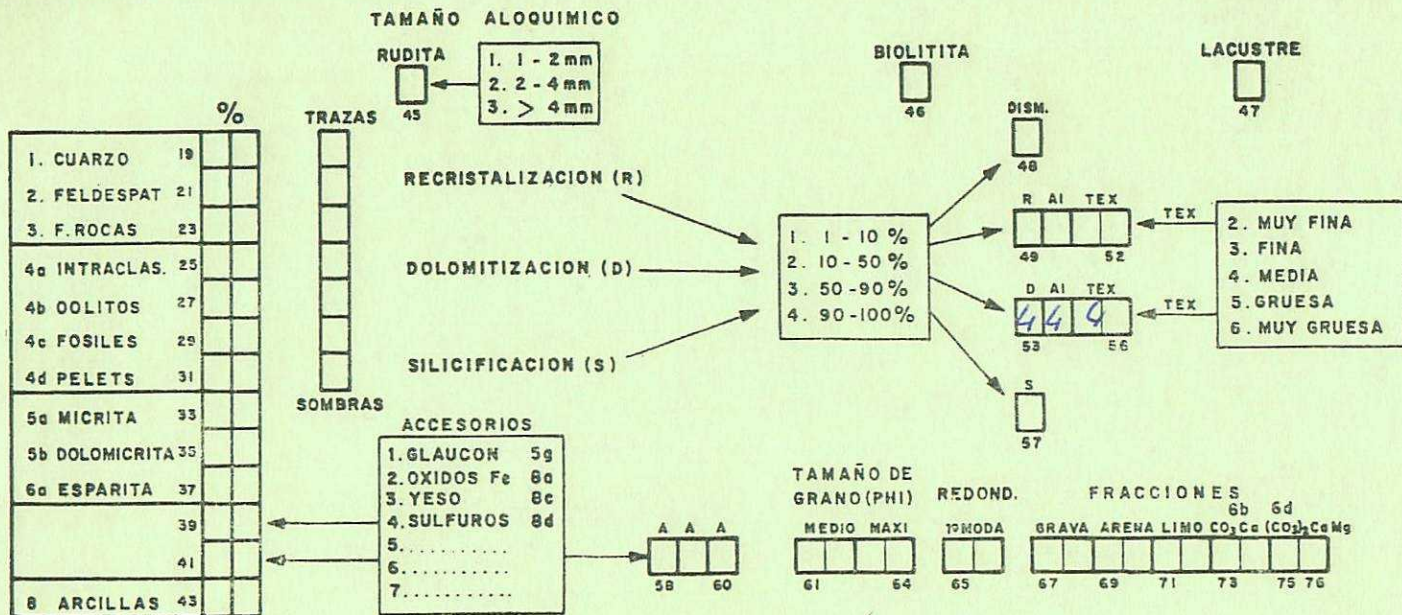 TAMAÑO ALOQUIMICO
RUDITA
45
1. 1 - 2 mm
2. 2 - 4 mm
3. > 4 mm
BIOLITITA
46
LACUSTRE
47
%
1. CUARZO 19
2. FELDESPAT 21
3. F. ROCAS 23
4a INTRACLAS. 25
4b OOLITOS 27
4c FOSILES 29
4d PELETS 31
5a MICRITA 33
5b DOLOMICRITA 35
6a ESPARITA 37
39
41
8 ARCILLAS 43
TRAZAS
SOMBRAS
RECRISTALIZACION (R)
DOLOMITIZACION (D)
SILICIFICACION (S)
1. 1 - 10 %
2. 10 - 50 %
3. 50 - 90 %
4. 90 - 100 %
DISM.
48
R AI TEX
49 52
D AI TEX
4 4 4
53 56
S
57
TEX
TEX
2. MUY FINA
3. FINA
4. MEDIA
5. GRUESA
6. MUY GRUESA
ACCESORIOS
1. GLAUCON 5g
2. OXIDOS Fe 8a
3. YESO 8c
4. SULFUROS 8d
5...........
6...........
7...........
A A A
58 60
TAMAÑO DE
GRANO (PHI)
MEDIO MAXI
61 64
REDOND.
1ª MODA
65
FRACCIONES
6b 6d
GRAVA ARENA LIMO CO3Ca (CO3)2CaMg
67 69 71 73 75 76